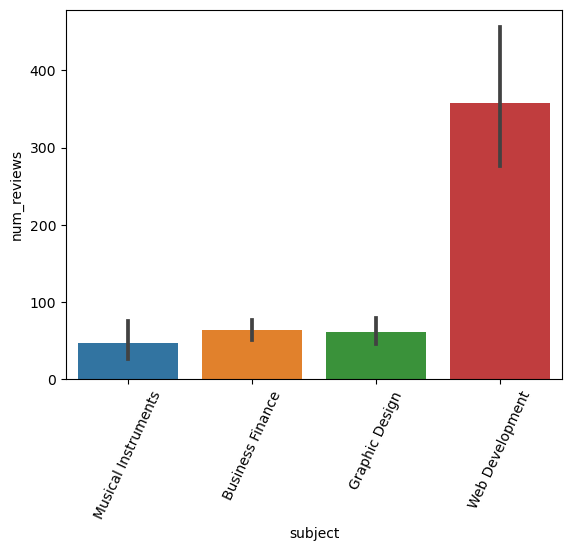 num_reviews
400
300
200
100
0
Musical Instruments
Business Finance
Graphic Design
Web Development
subject